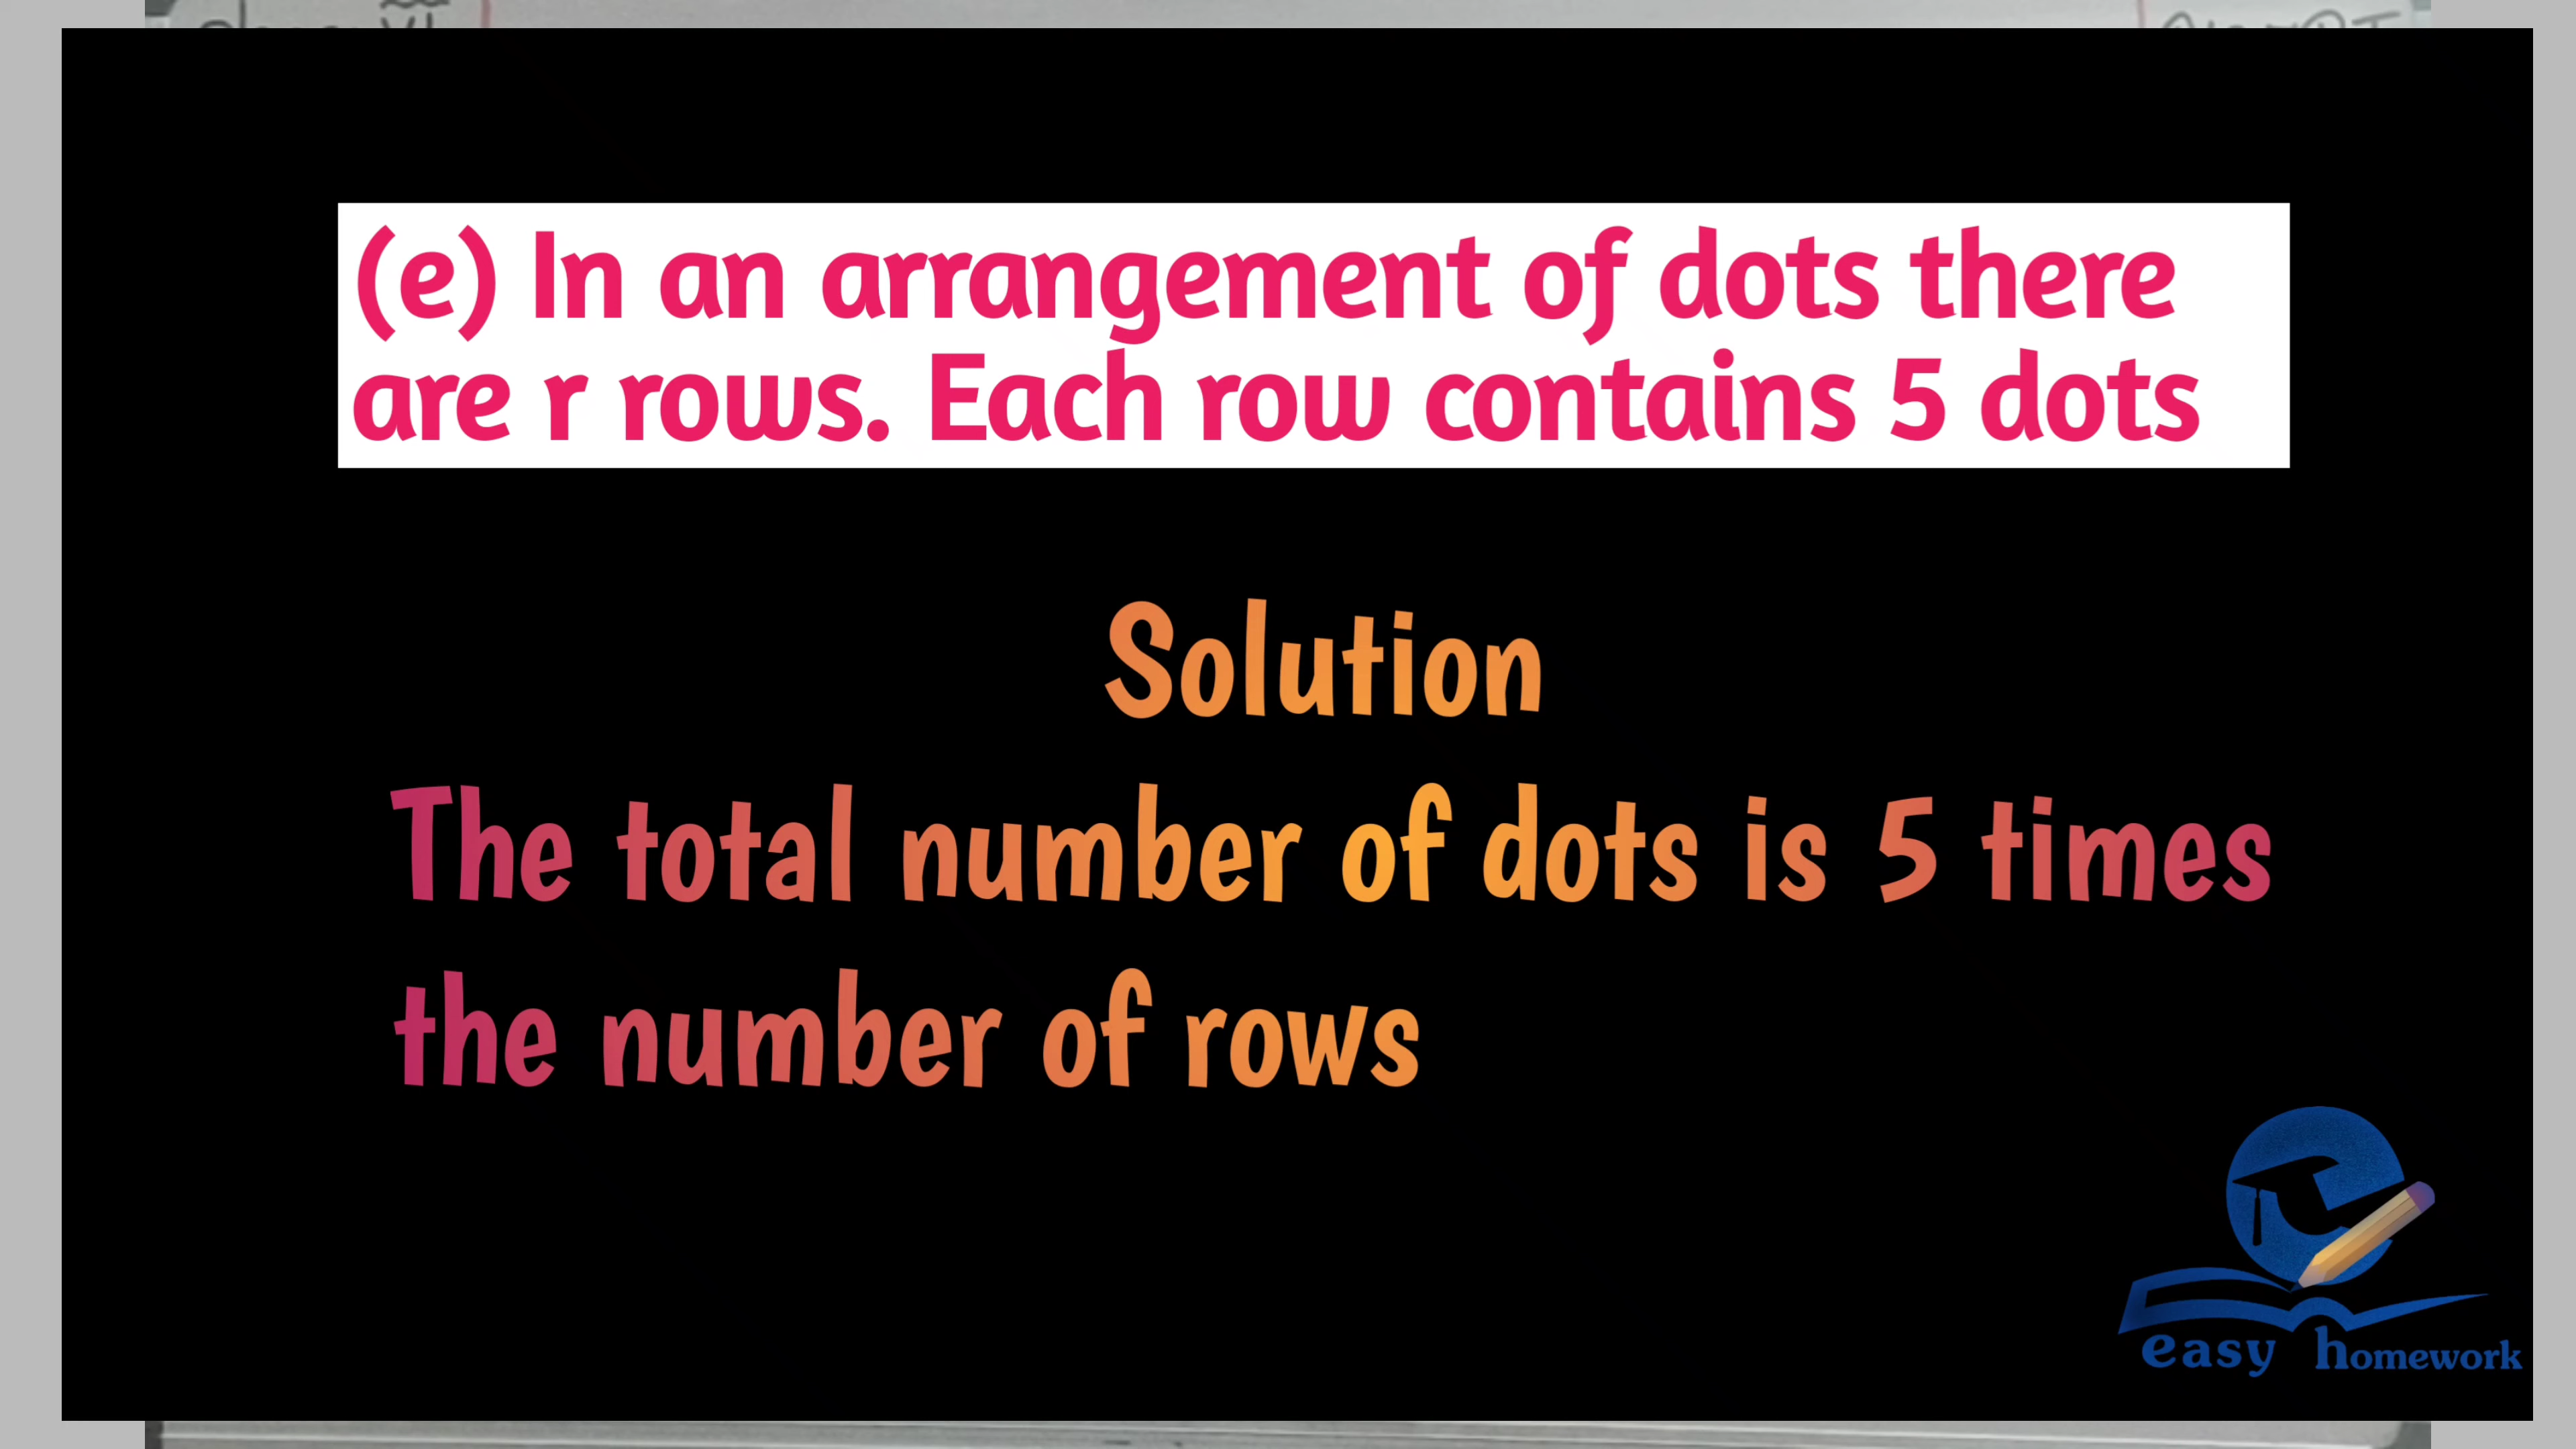 (e) In an arrangement of dots there
are r rows. Each row contains 5 dots
Solution
The total number of dots is 5 times
the number of rows
easy homework